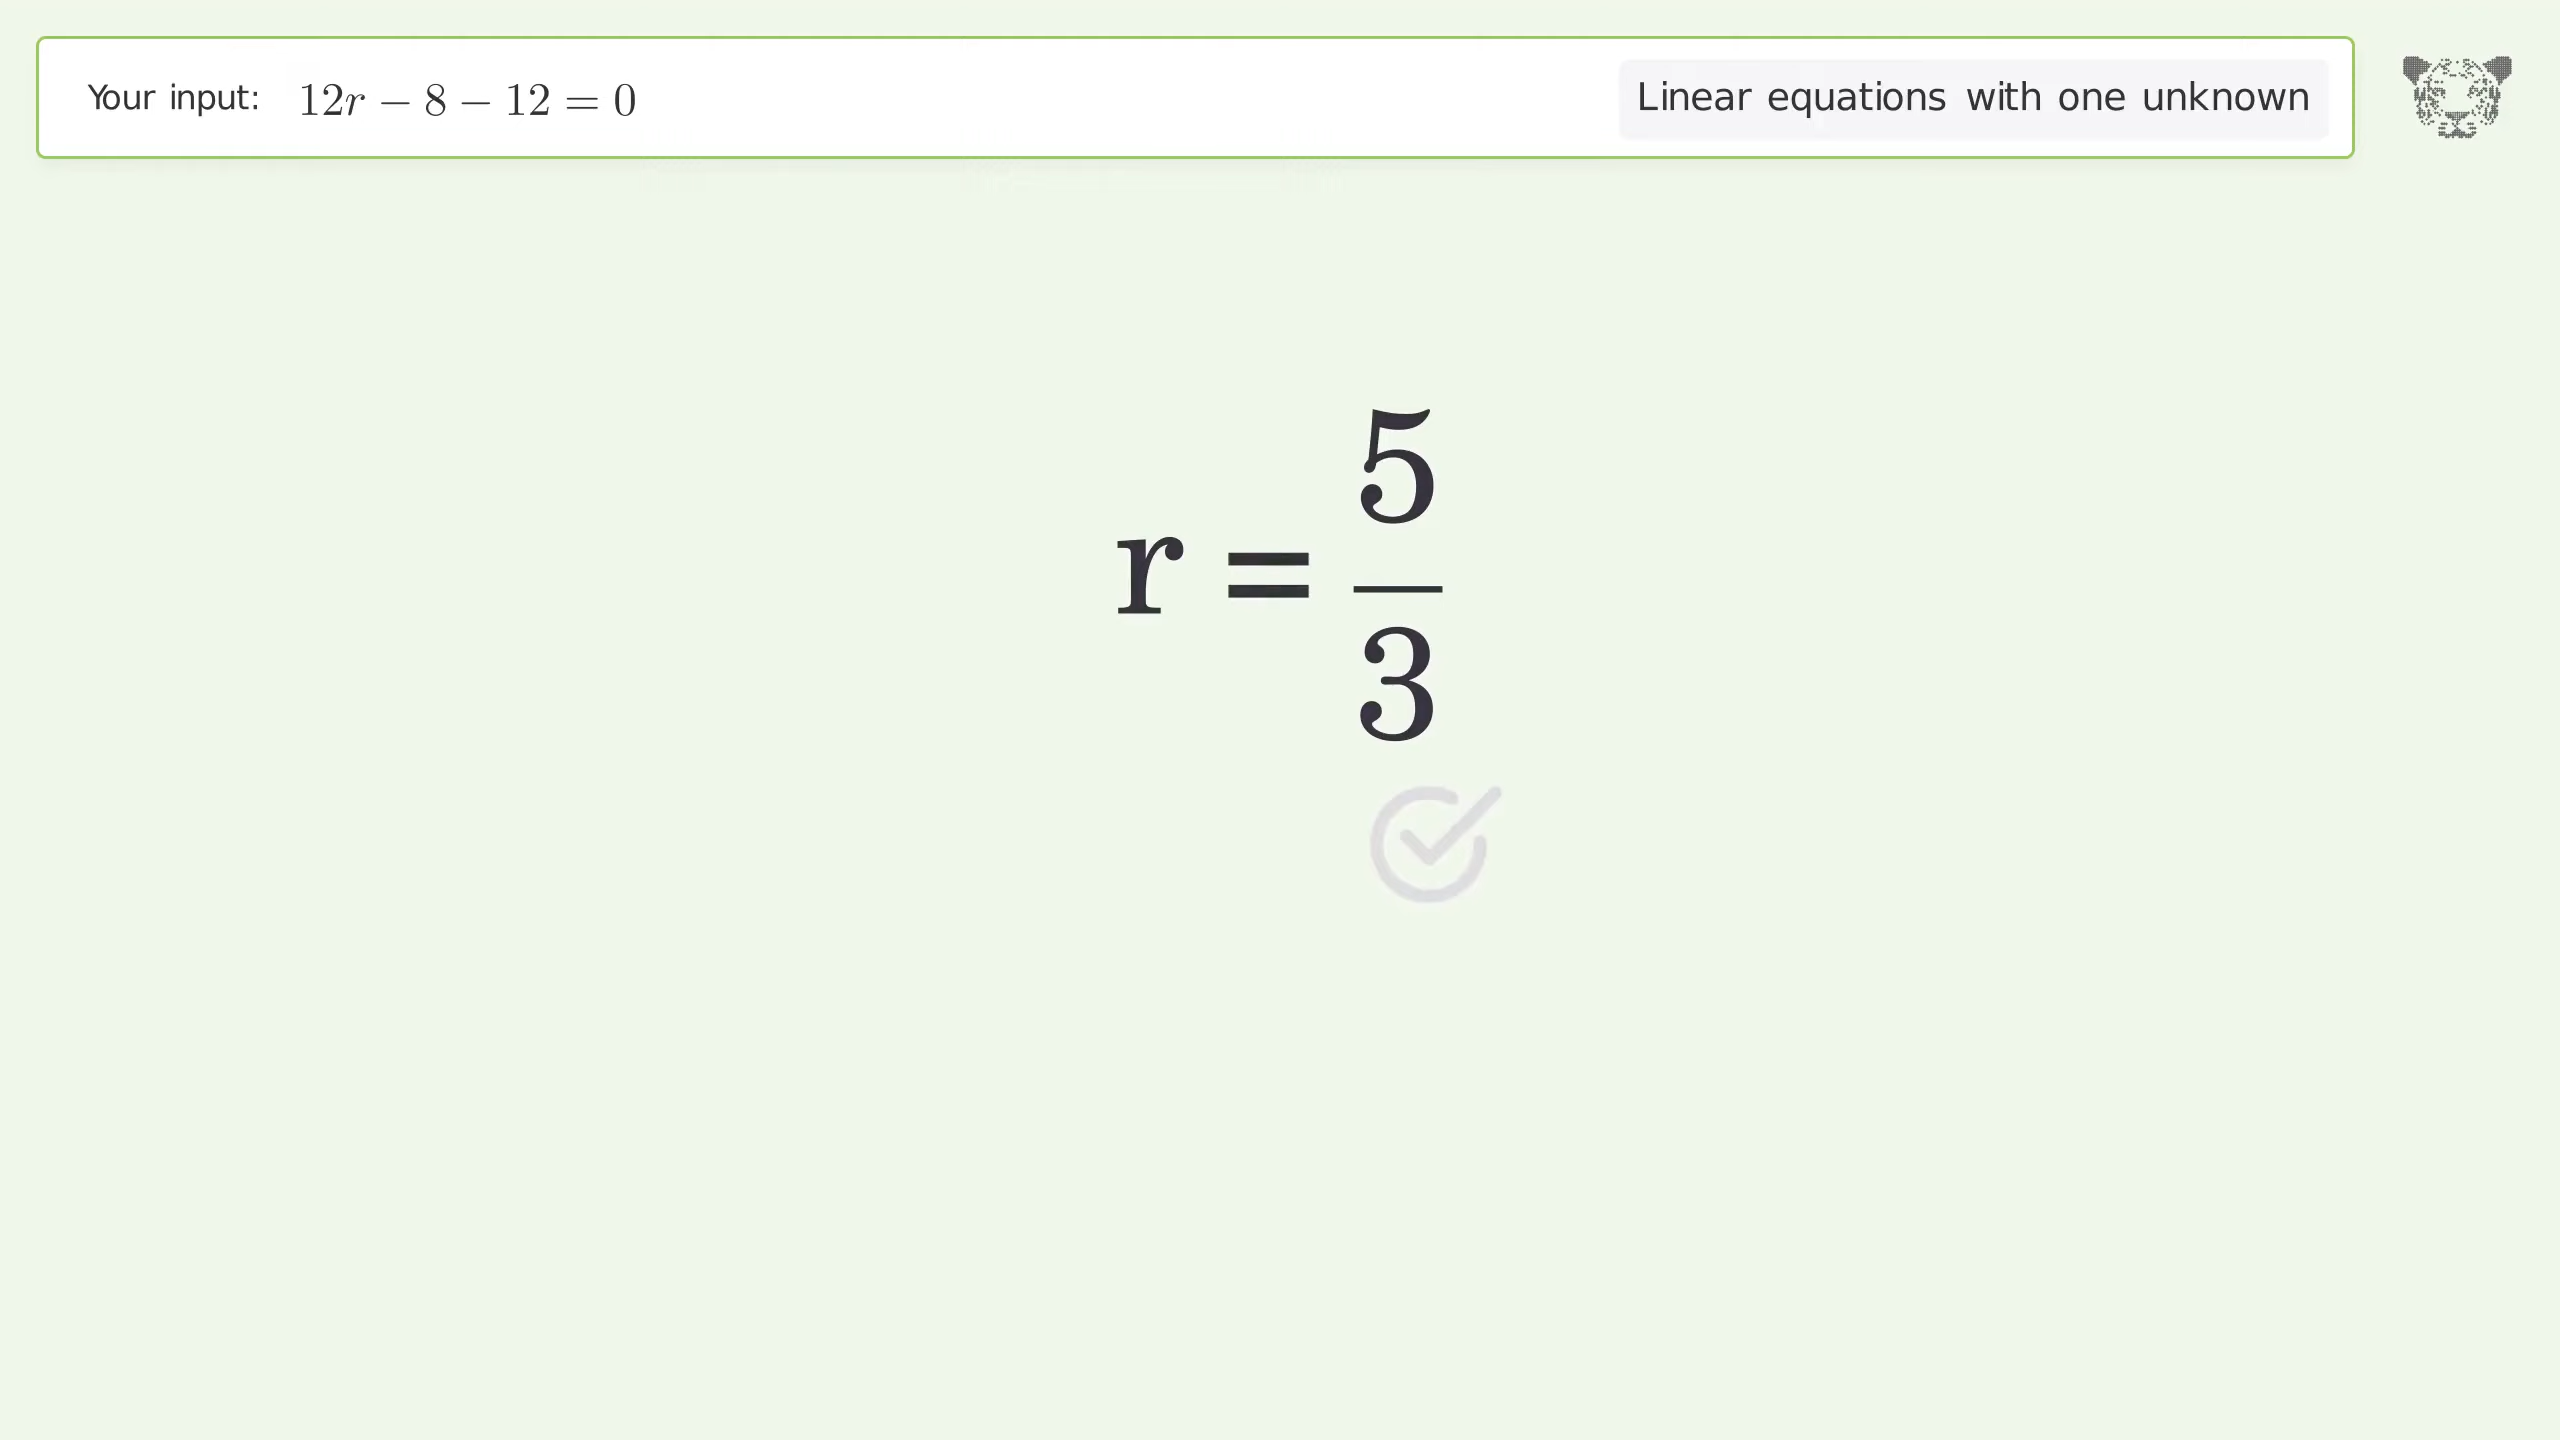 Your input: 12r − 8 − 12 = 0
Linear equations with one unknown
r = 5/3